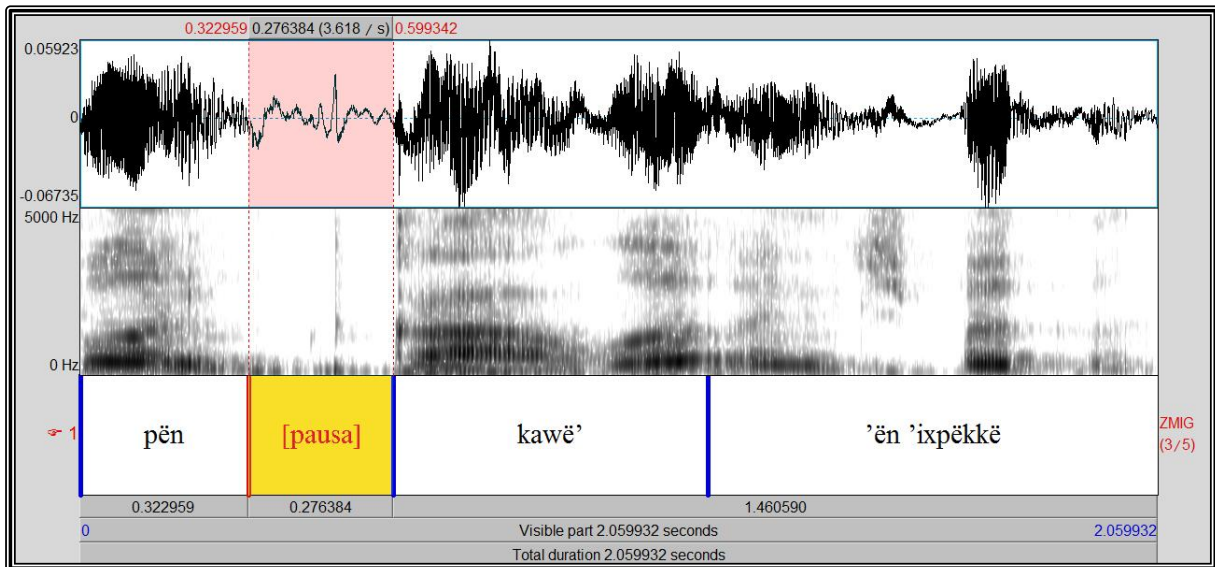 0.322959 0.276384 (3.618 / s) 0.599342
0.05923
0
-0.06735
5000 Hz
0 Hz
☞ 1 pën [pausa] kawë’ ’ën ’ixpëkkë ZMIG
(3/5)
0.322959 0.276384 1.460590
0 Visible part 2.059932 seconds 2.059932
Total duration 2.059932 seconds